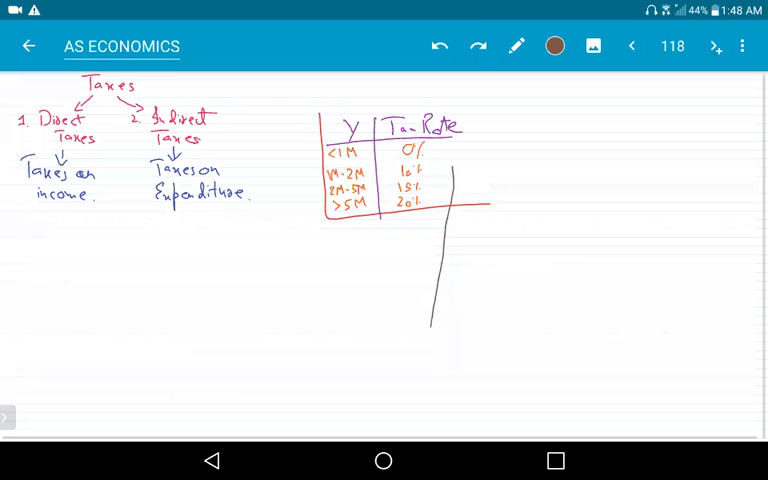 44% 1:48 AM
AS ECONOMICS
118
Taxes
1. Direct Taxes
2. Indirect Taxes
Taxes on income.
Taxes on Expenditure.
Y Tax Rate
<1M 0%
1M-2M 10%
2M-5M 15%
>5M 20%